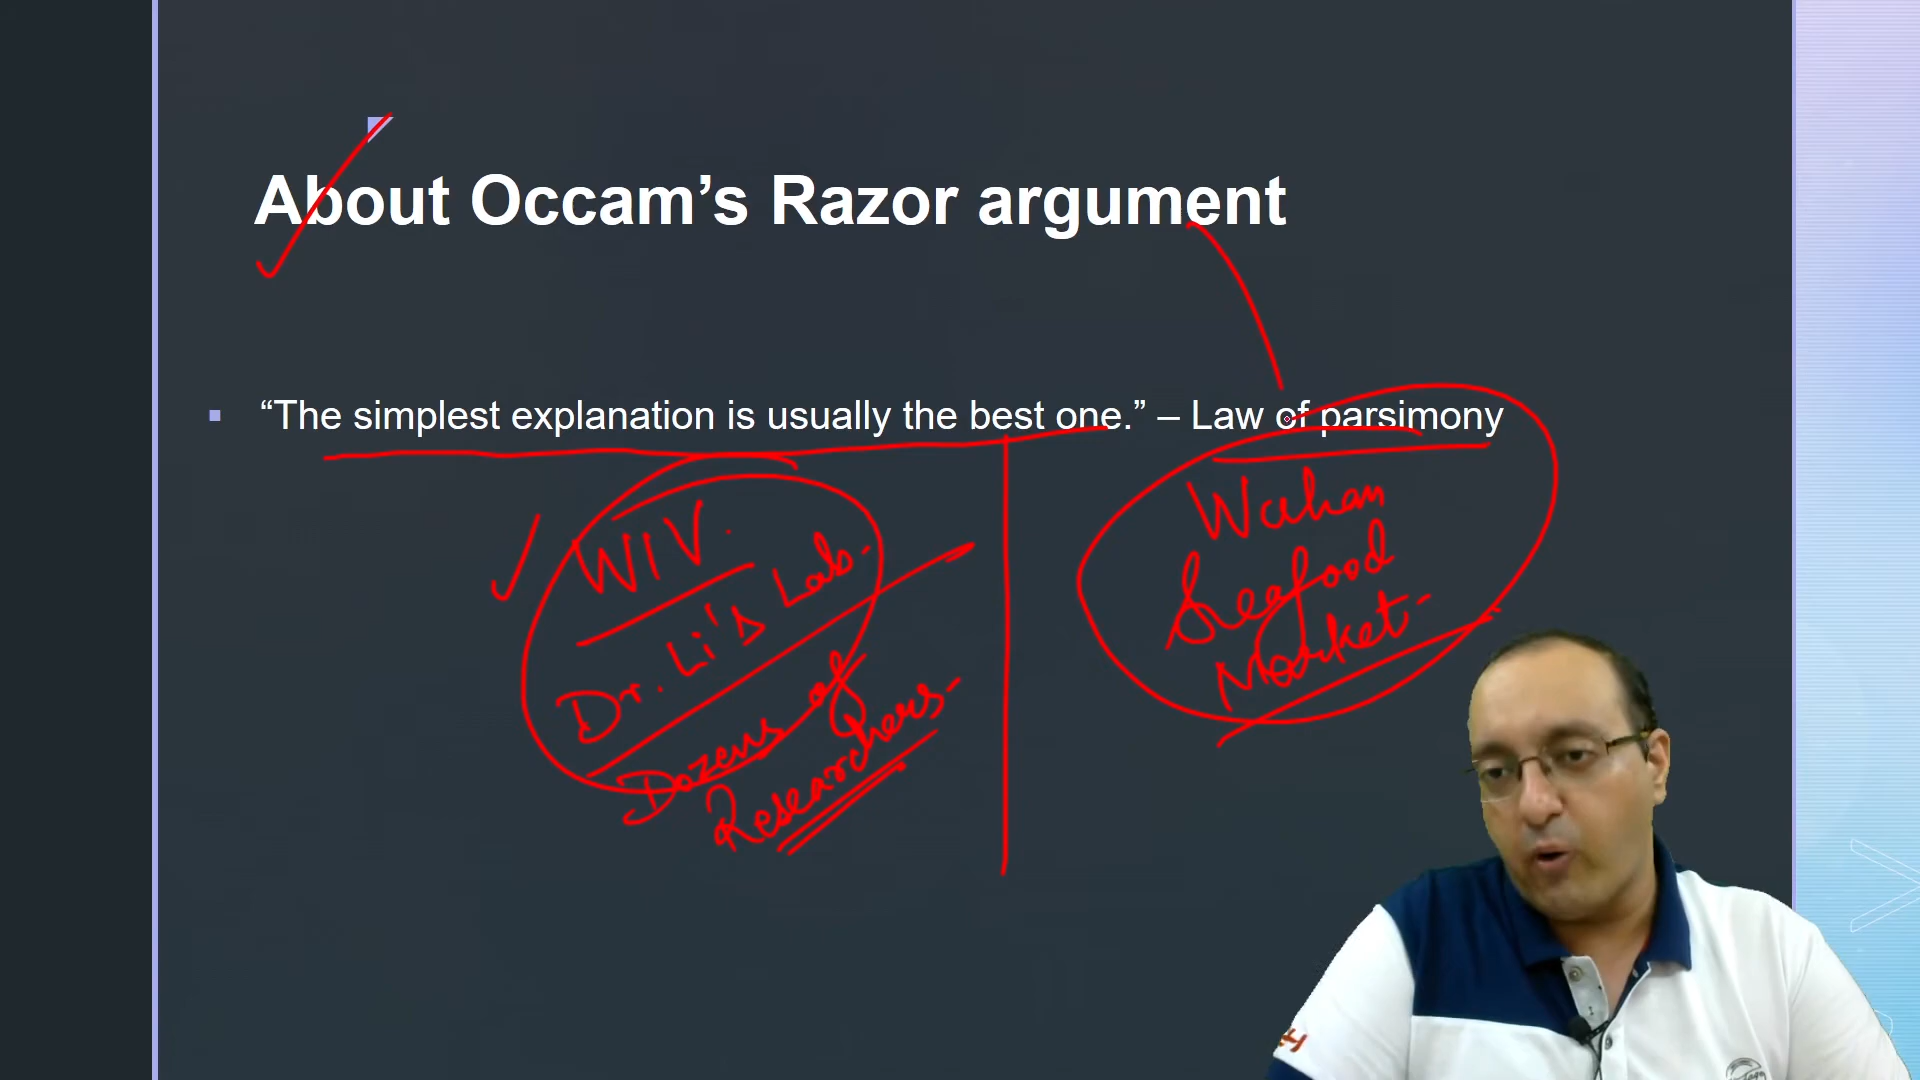 About Occam’s Razor argument
“The simplest explanation is usually the best one.” – Law of parsimony
WIV.
Dr. Li's Lab.
Dozens of
Researchers.
Wuhan
Seafood
Market.